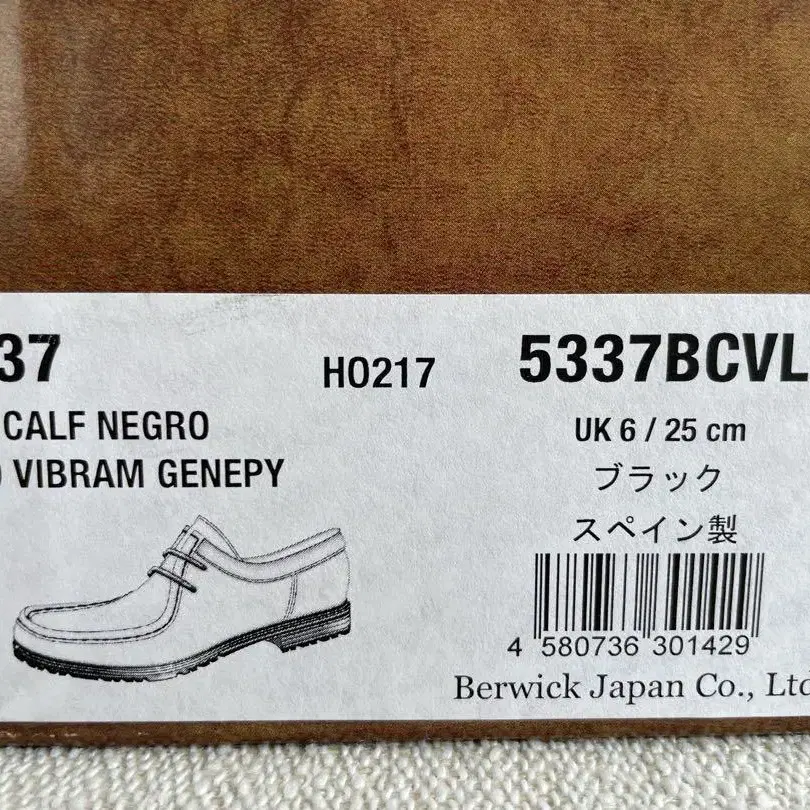 37
CALF NEGRO
) VIBRAM GENEPY
HO217
5337BCVL
UK 6 / 25 cm
ブラック
スペイン製
4 580736 301429
Berwick Japan Co., Ltd